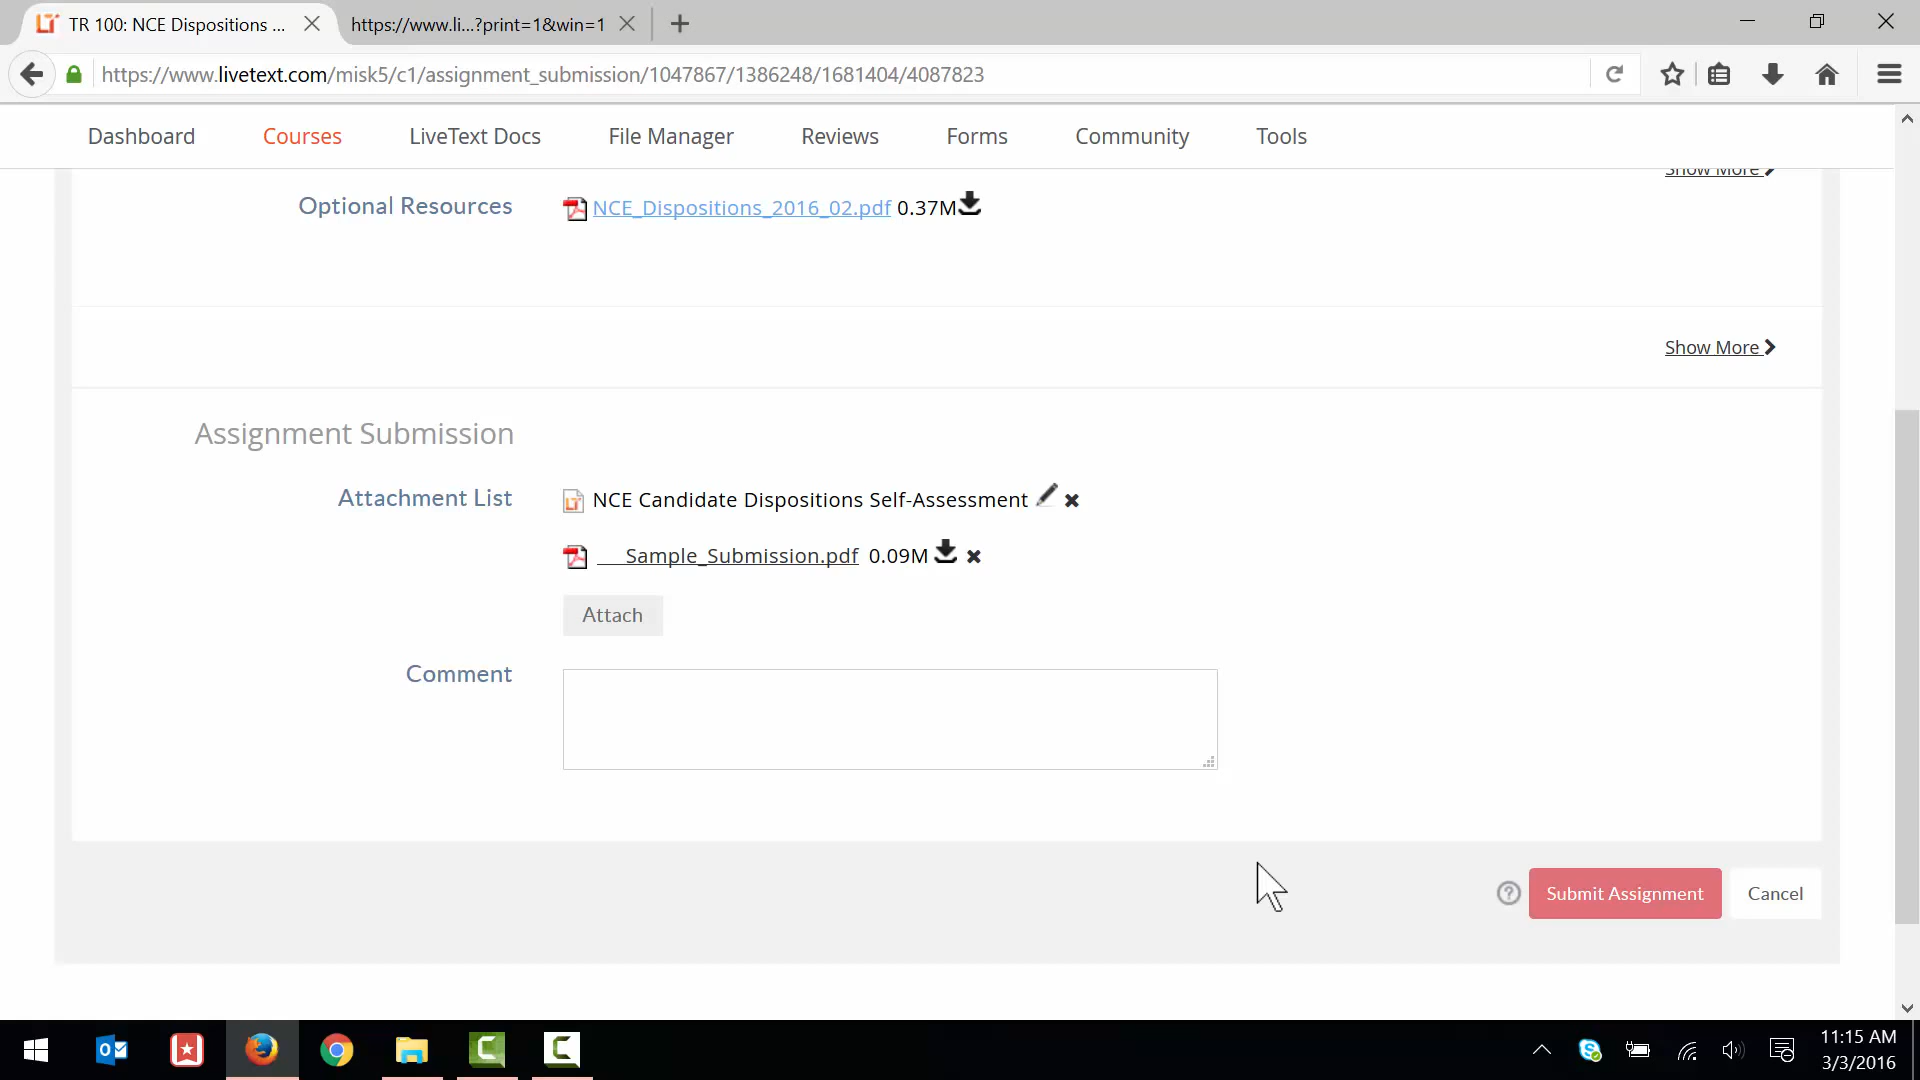 TR 100: NCE Dispositions ...
https://www.li...?print=1&win=1
https://www.livetext.com/misk5/c1/assignment_submission/1047867/1386248/1681404/4087823
Dashboard Courses LiveText Docs File Manager Reviews Forms Community Tools
Show More
Optional Resources NCE_Dispositions_2016_02.pdf 0.37M
Show More
Assignment Submission
Attachment List NCE Candidate Dispositions Self-Assessment
___Sample_Submission.pdf 0.09M
Attach
Comment
Submit Assignment Cancel
11:15 AM
3/3/2016